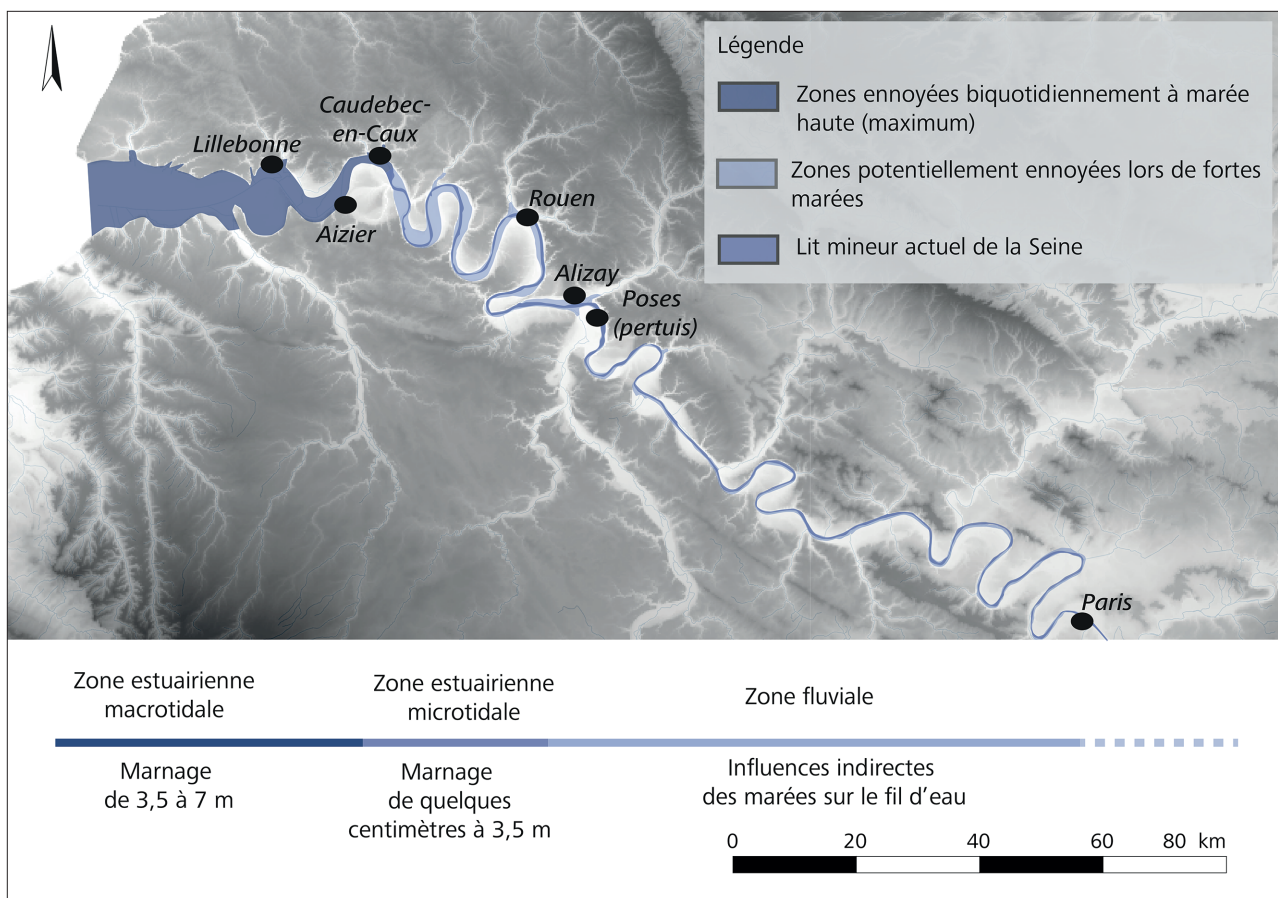 Légende
Zones ennoyées biquotidiennement à marée
haute (maximum)
Zones potentiellement ennoyées lors de fortes
marées
Lit mineur actuel de la Seine
Caudebec-
en-Caux
Lillebonne
Aizier
Rouen
Alizay
Poses
(pertuis)
Paris
Zone estuairienne
macrotidale
Zone estuairienne
microtidale
Zone fluviale
Marnage
de 3,5 à 7 m
Marnage
de quelques
centimètres à 3,5 m
Influences indirectes
des marées sur le fil d'eau
0 20 40 60 80 km